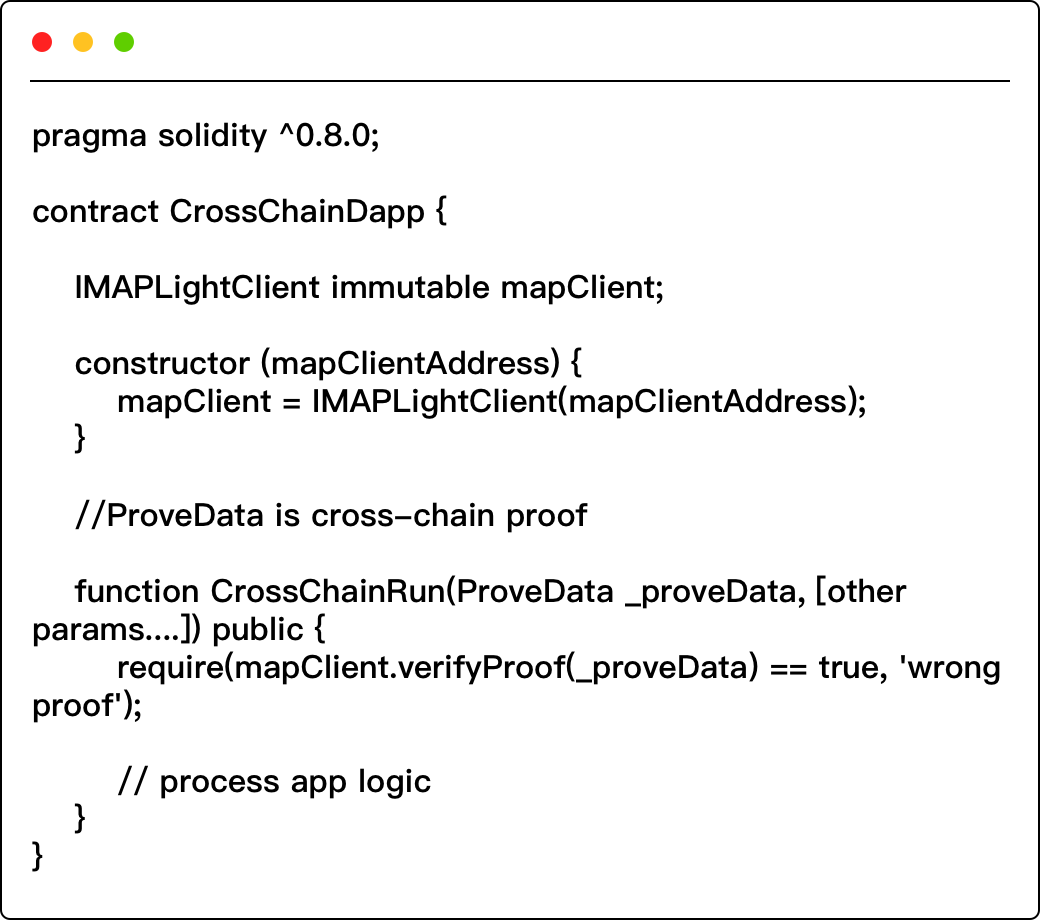 pragma solidity ^0.8.0;
contract CrossChainDapp {
IMAPLightClient immutable mapClient;
constructor (mapClientAddress) {
mapClient = IMAPLightClient(mapClientAddress);
}
//ProveData is cross–chain proof
function CrossChainRun(ProveData _proveData, [other
params....]) public {
require(mapClient.verifyProof(_proveData) == true, 'wrong
proof');
// process app logic
}
}